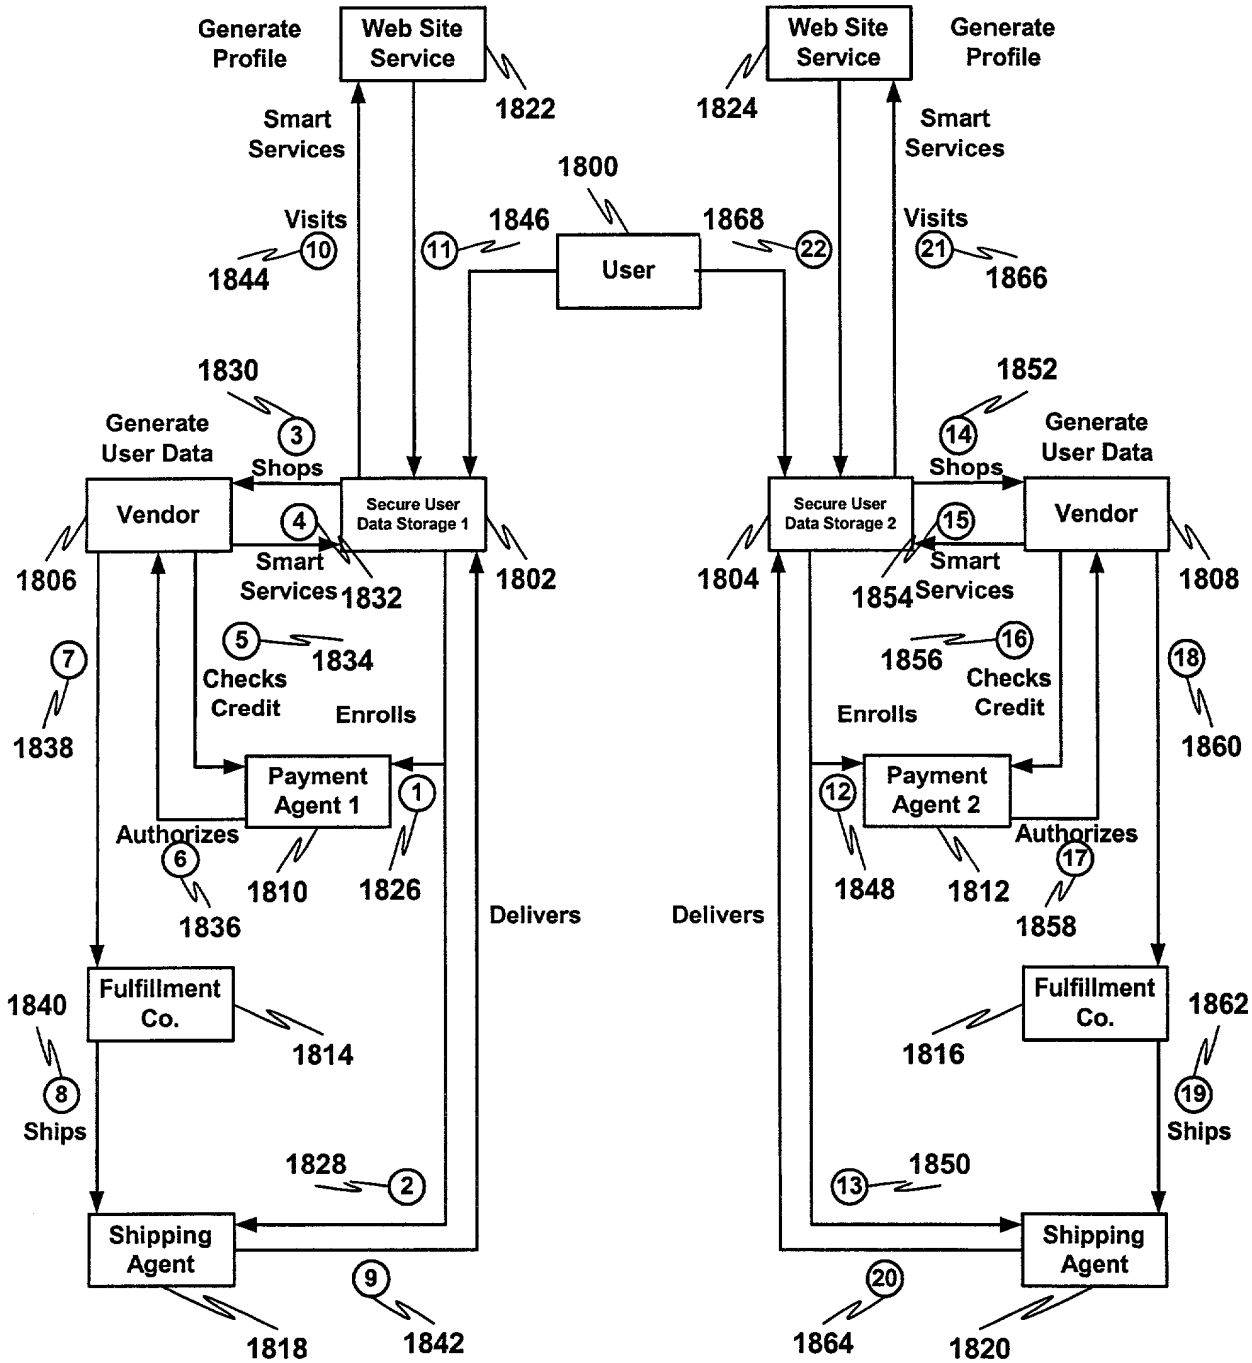 Generate
Profile
Web Site
Service
1822
Web Site
Service
Generate
Profile
1824
Smart
Services
Smart
Services
1800
User
Visits
10
1844
11
1846
1868
22
Visits
21
1866
1830
3
Generate
User Data
Shops
Vendor
1806
4
Secure User
Data Storage 1
1802
Smart
Services
1832
1852
14
Generate
User Data
Shops
Secure User
Data Storage 2
1804
15
Vendor
1808
1854
Smart
Services
7
1838
5
1834
Checks
Credit
Enrolls
1856
16
Checks
Credit
18
1860
Enrolls
Payment
Agent 1
1
1810
1826
Authorizes
6
1836
12
Payment
Agent 2
1848
1812
Authorizes
17
1858
Delivers
Delivers
Fulfillment
Co.
1814
1840
8
Ships
Fulfillment
Co.
1816
1862
19
Ships
1828
2
13
1850
Shipping
Agent
1818
9
1842
20
1864
Shipping
Agent
1820